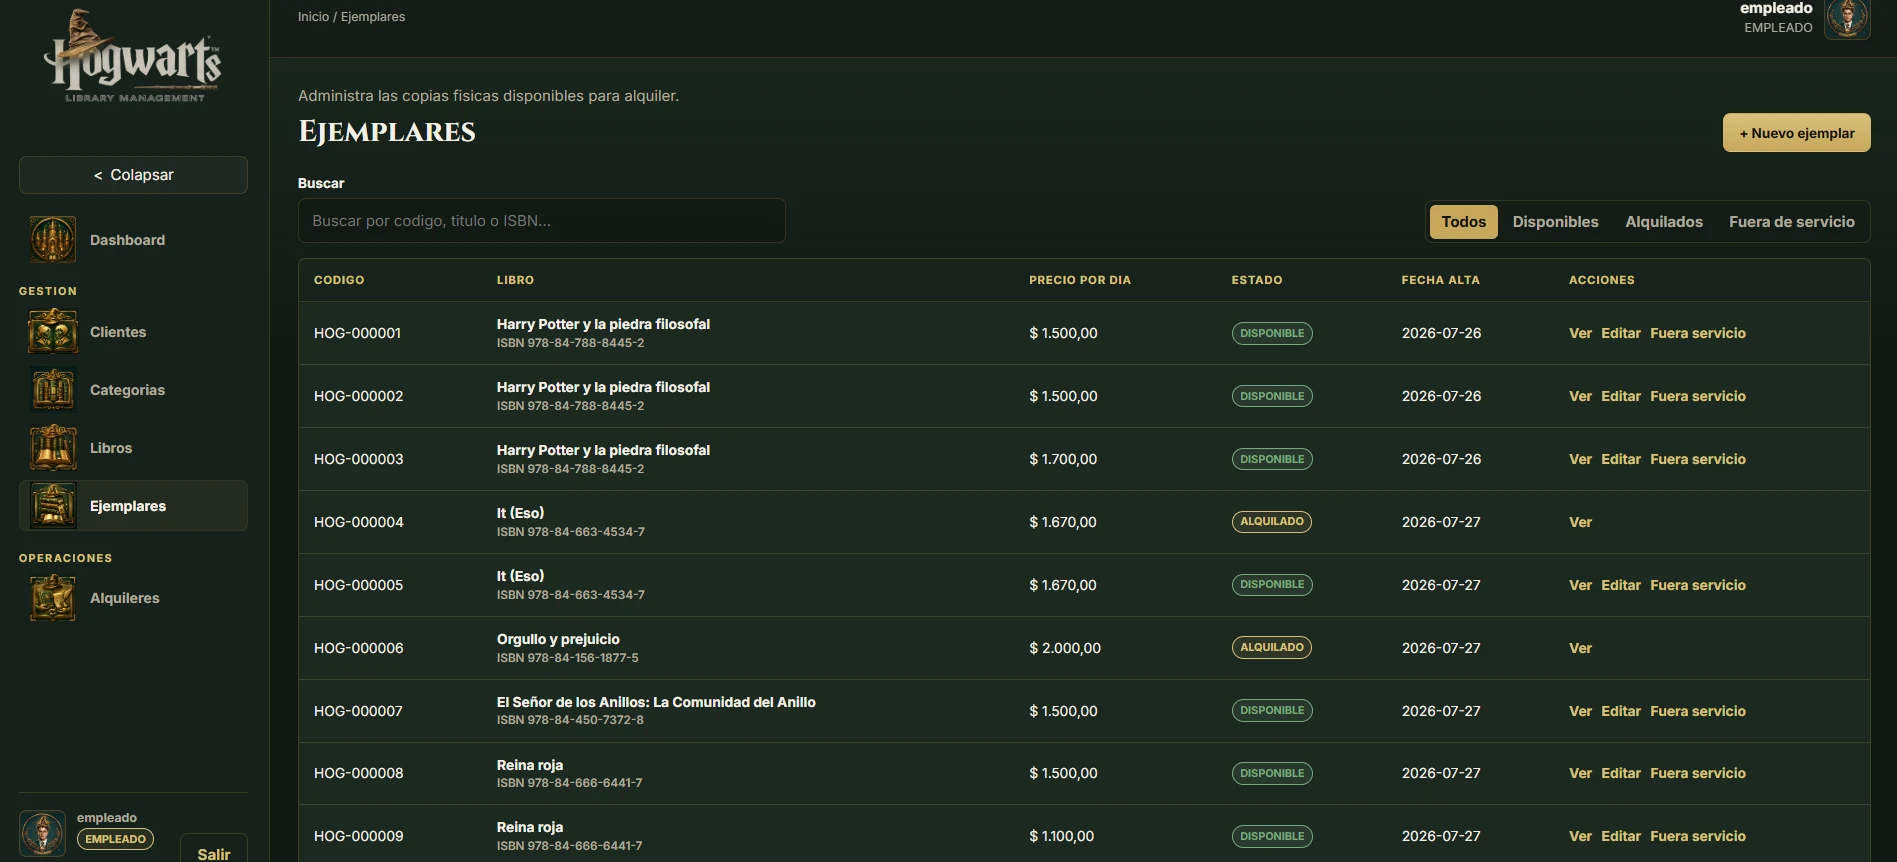 Hogwarts
LIBRARY MANAGEMENT
< Colapsar
Dashboard
GESTION
Clientes
Categorias
Libros
Ejemplares
OPERACIONES
Alquileres
empleado
EMPLEADO
Salir
Inicio / Ejemplares
empleado
EMPLEADO
Administra las copias fisicas disponibles para alquiler.
Ejemplares
+ Nuevo ejemplar
Buscar
Buscar por codigo, titulo o ISBN...
Todos Disponibles Alquilados Fuera de servicio
CODIGO LIBRO PRECIO POR DIA ESTADO FECHA ALTA ACCIONES
HOG-000001 Harry Potter y la piedra filosofal $ 1.500,00 DISPONIBLE 2026-07-26 Ver Editar Fuera servicio
ISBN 978-84-788-8445-2
HOG-000002 Harry Potter y la piedra filosofal $ 1.500,00 DISPONIBLE 2026-07-26 Ver Editar Fuera servicio
ISBN 978-84-788-8445-2
HOG-000003 Harry Potter y la piedra filosofal $ 1.700,00 DISPONIBLE 2026-07-26 Ver Editar Fuera servicio
ISBN 978-84-788-8445-2
HOG-000004 It (Eso) $ 1.670,00 ALQUILADO 2026-07-27 Ver
ISBN 978-84-663-4534-7
HOG-000005 It (Eso) $ 1.670,00 DISPONIBLE 2026-07-27 Ver Editar Fuera servicio
ISBN 978-84-663-4534-7
HOG-000006 Orgullo y prejuicio $ 2.000,00 ALQUILADO 2026-07-27 Ver
ISBN 978-84-156-1877-5
HOG-000007 El Señor de los Anillos: La Comunidad del Anillo $ 1.500,00 DISPONIBLE 2026-07-27 Ver Editar Fuera servicio
ISBN 978-84-450-7372-8
HOG-000008 Reina roja $ 1.500,00 DISPONIBLE 2026-07-27 Ver Editar Fuera servicio
ISBN 978-84-666-6441-7
HOG-000009 Reina roja $ 1.100,00 DISPONIBLE 2026-07-27 Ver Editar Fuera servicio
ISBN 978-84-666-6441-7